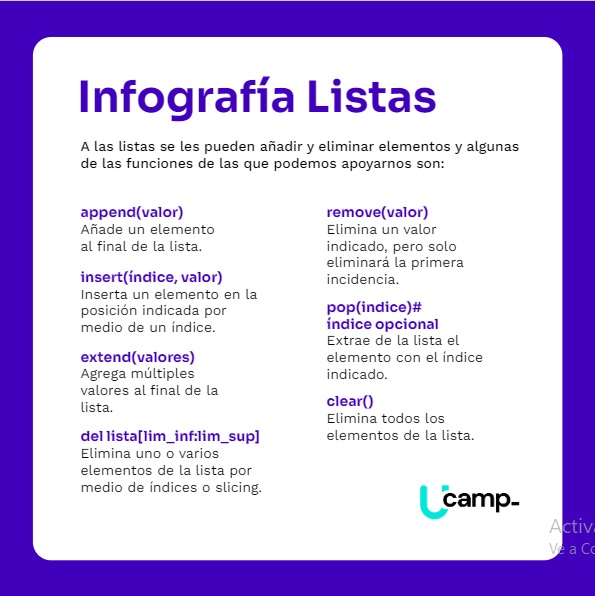 Infografía Listas
A las listas se les pueden añadir y eliminar elementos y algunas
de las funciones de las que podemos apoyarnos son:
append(valor)
Añade un elemento
al final de la lista.
insert(índice, valor)
Inserta un elemento en la
posición indicada por
medio de un índice.
extend(valores)
Agrega múltiples
valores al final de la
lista.
del lista[lim_inf:lim_sup]
Elimina uno o varios
elementos de la lista por
medio de índices o slicing.
remove(valor)
Elimina un valor
indicado, pero solo
eliminará la primera
incidencia.
pop(índice)#
índice opcional
Extrae de la lista el
elemento con el índice
indicado.
clear()
Elimina todos los
elementos de la lista.
Ucamp_
Activa
Ve a Co